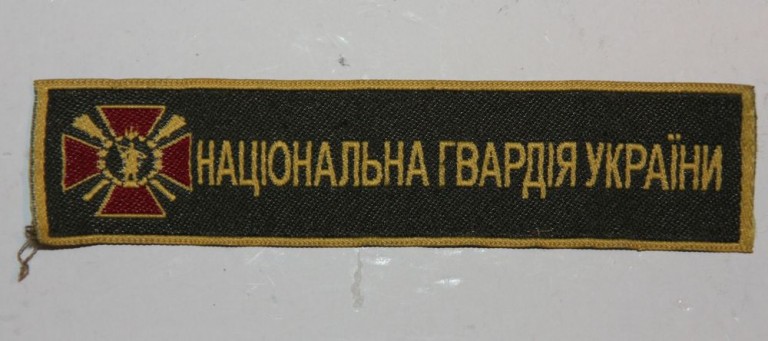 НАЦІОНАЛЬНА ГВАРДІЯ УКРАЇНИ